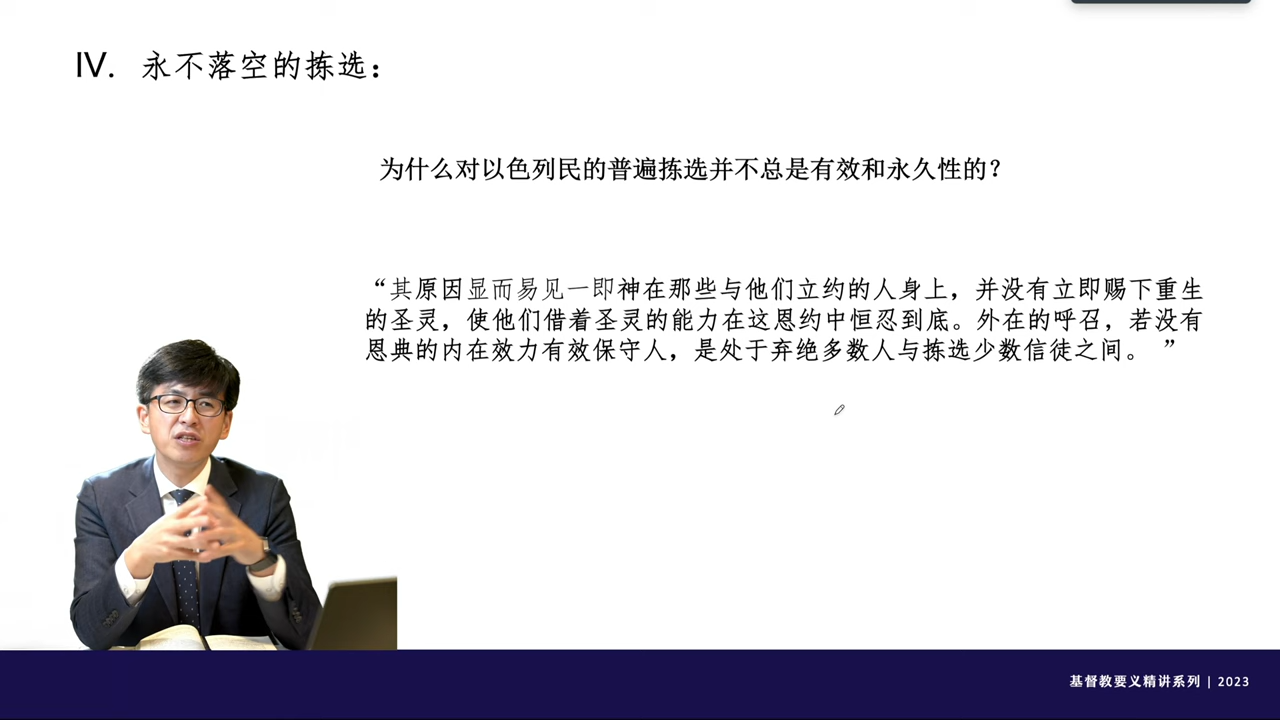 IV. 永不落空的拣选：
为什么对以色列民的普遍拣选并不总是有效和永久性的？
“其原因显而易见一即神在那些与他们立约的人身上，并没有立即赐下重生
的圣灵，使他们借着圣灵的能力在这恩约中恒忍到底。外在的呼召，若没有
恩典的内在效力有效保守人，是处于弃绝多数人与拣选少数信徒之间。 ”
基督教要义精讲系列 | 2023